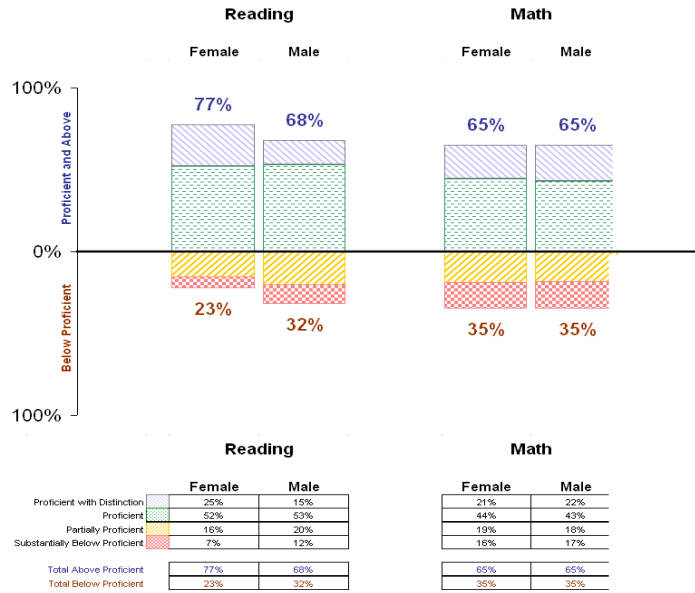 Reading Math
Female Male Female Male
100%
77% 68% 65% 65%
Proficient and Above
0%
Below Proficient
23% 32% 35% 35%
100%
Reading Math
Female Male Female Male
Proficient with Distinction 25% 15% 21% 22%
Proficient 52% 53% 44% 43%
Partially Proficient 16% 20% 19% 18%
Substantially Below Proficient 7% 12% 16% 17%
Total Above Proficient 77% 68% 65% 65%
Total Below Proficient 23% 32% 35% 35%